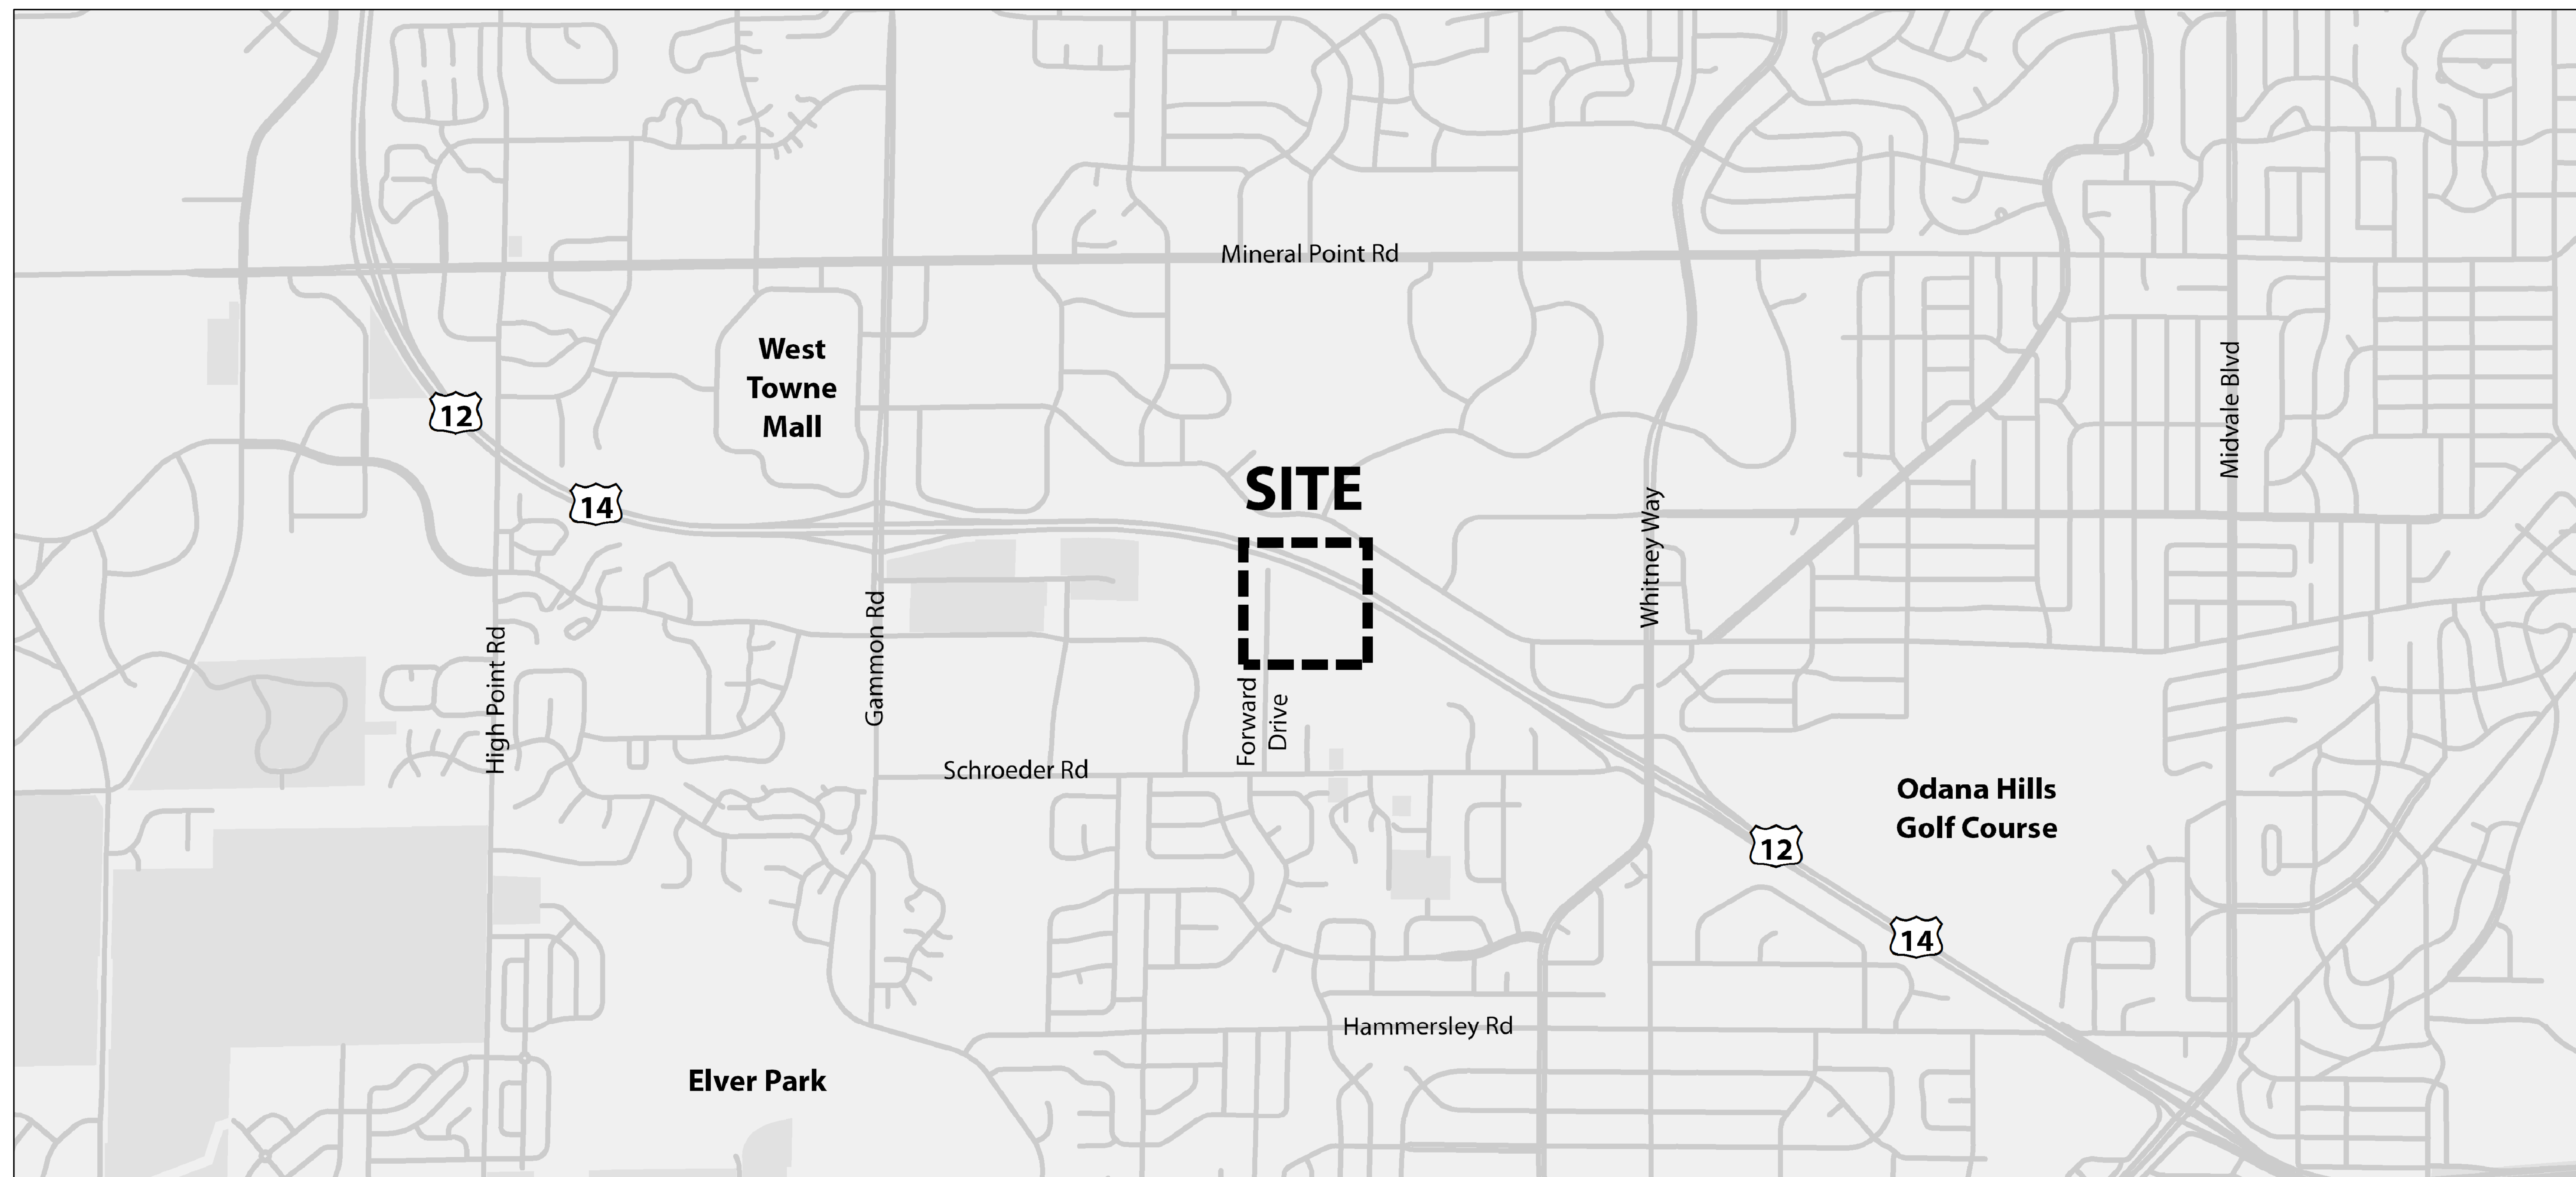 Mineral Point Rd
West
Towne
Mall
Midvale Blvd
12
14
SITE
Whitney Way
Gammon Rd
High Point Rd
Forward
Drive
Schroeder Rd
Odana Hills
Golf Course
12
14
Hammersley Rd
Elver Park